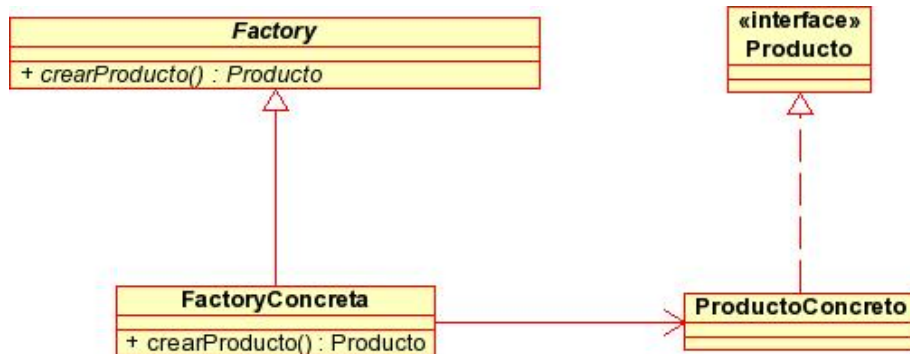 Factory
+ crearProducto() : Producto
«interface»
Producto
FactoryConcreta
+ crearProducto() : Producto
ProductoConcreto